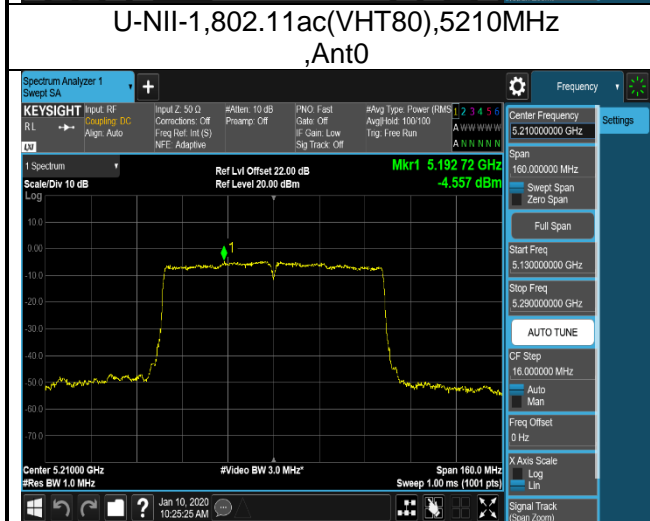 U-NII-1,802.11ac(VHT80),5210MHz
,Ant0
Spectrum Analyzer 1
Swept SA
+
Frequency
KEYSIGHT
RL
Input: RF
Coupling: DC
Align: Auto
Input Z: 50 Ω
Corrections: Off
Freq Ref: Int (S)
NFE: Adaptive
#Atten: 10 dB
Preamp: Off
PNO: Fast
Gate: Off
IF Gain: Low
Sig Track: Off
#Avg Type: Power (RMS
Avg|Hold: 100/100
Trig: Free Run
1 2 3 4 5 6
A W W W W W
A N N N N N
Center Frequency
5.210000000 GHz
Settings
Span
160.000000 MHz
Swept Span
Zero Span
Full Span
Start Freq
5.130000000 GHz
Stop Freq
5.290000000 GHz
AUTO TUNE
CF Step
16.000000 MHz
Auto
Man
Freq Offset
0 Hz
X Axis Scale
Log
Lin
Signal Track
(Span Zoom)
1 Spectrum
Scale/Div 10 dB
Log
Ref Lvl Offset 22.00 dB
Ref Level 20.00 dBm
Mkr1 5.192 72 GHz
-4.557 dBm
1
10.0
0.00
-10.0
-20.0
-30.0
-40.0
-50.0
-60.0
-70.0
Center 5.21000 GHz
#Res BW 1.0 MHz
#Video BW 3.0 MHz*
Span 160.0 MHz
Sweep 1.00 ms (1001 pts)
?
Jan 10, 2020
10:25:25 AM